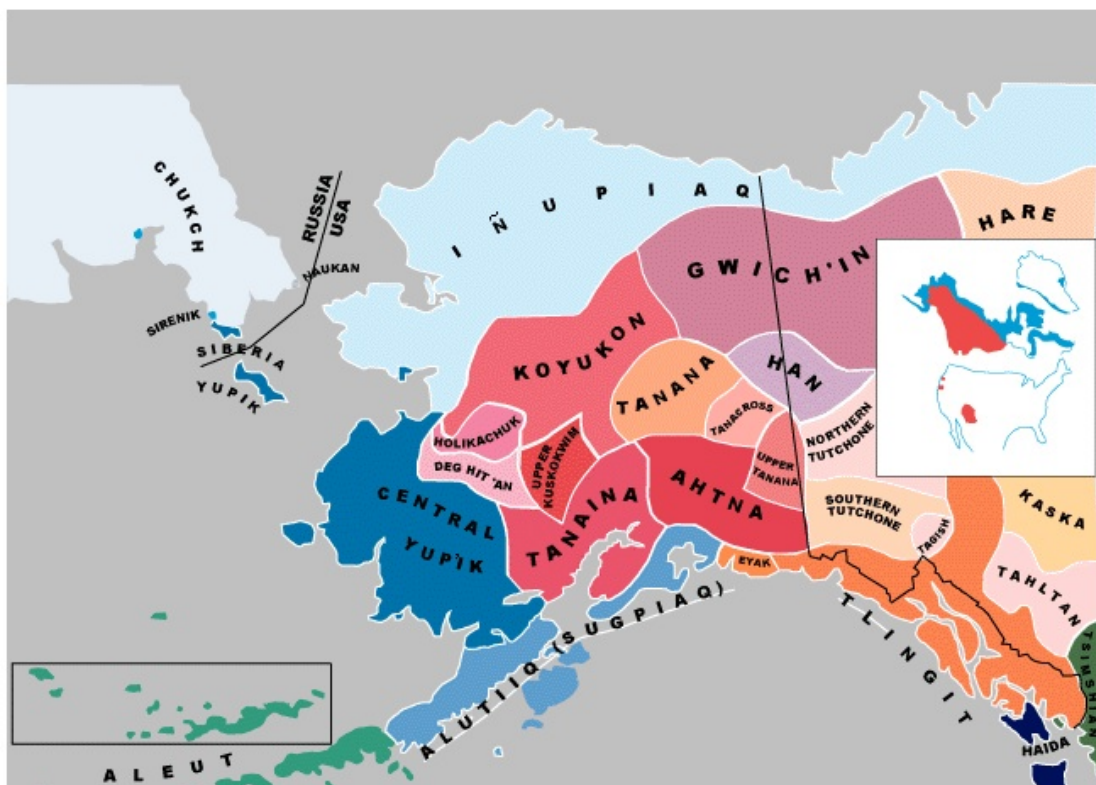 CHUKCH
RUSSIA
USA
NAUKAN
SIRENIK
SIBERIA
YUPIK
IÑUPIAQ
GWICH'IN
HARE
KOYUKON
TANANA
HAN
TANACROSS
HOLIKACHUK
DEG HIT'AN
UPPER
KUSKOKWIM
UPPER
TANANA
NORTHERN
TUTCHONE
AHTNA
TANAINA
CENTRAL
YUP'IK
SOUTHERN
TUTCHONE
TAGISH
KASKA
EYAK
TAHLTAN
TLINGIT
TSIMSHIAN
ALUTIIQ (SUGPIAQ)
HAIDA
ALEUT